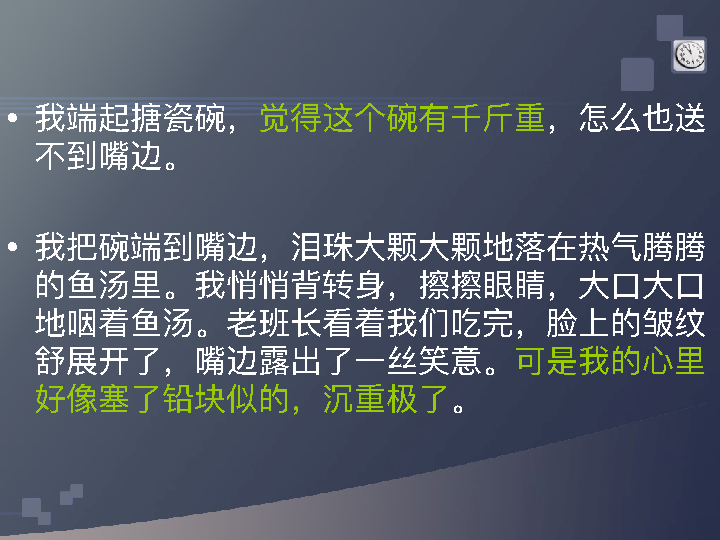 • 我端起搪瓷碗，觉得这个碗有千斤重，怎么也送
不到嘴边。
• 我把碗端到嘴边，泪珠大颗大颗地落在热气腾腾
的鱼汤里。我悄悄背转身，擦擦眼睛，大口大口
地咽着鱼汤。老班长看着我们吃完，脸上的皱纹
舒展开了，嘴边露出了一丝笑意。可是我的心里
好像塞了铅块似的，沉重极了。